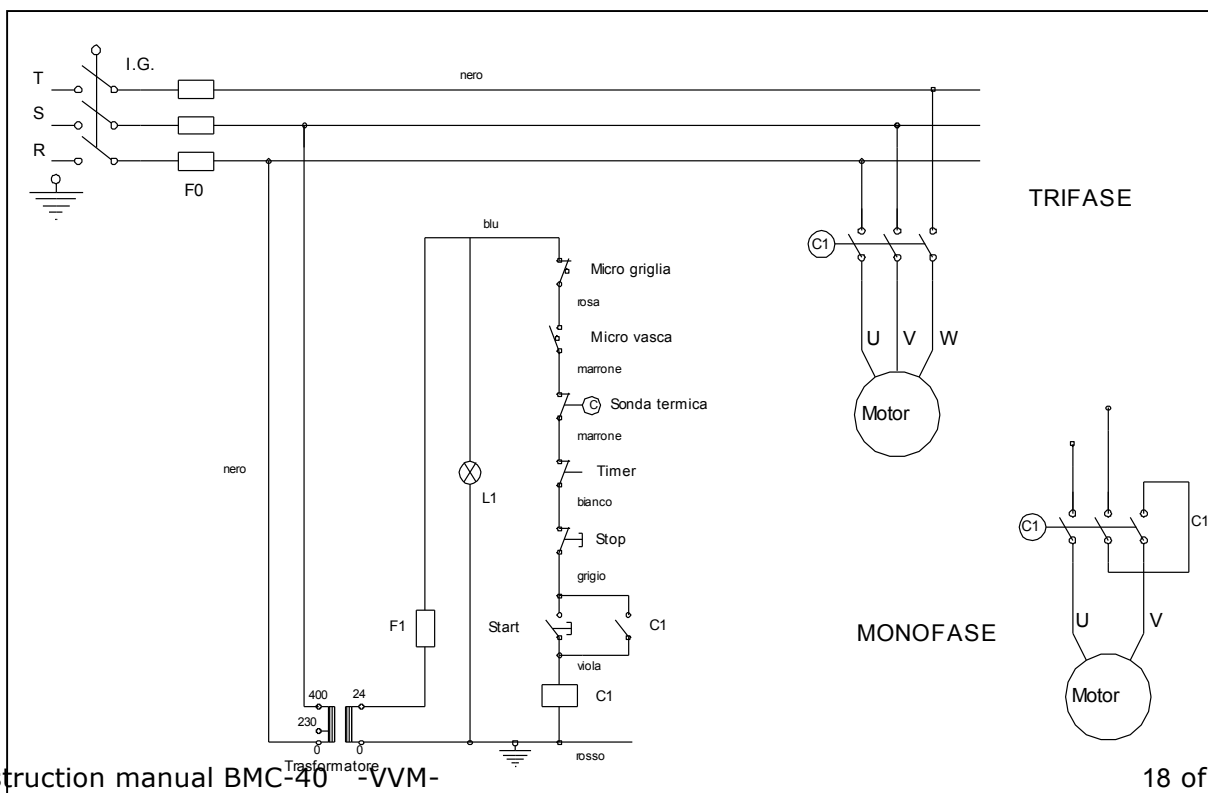 I.G.
T
nero
S
R
F0
TRIFASE
blu
C1
Micro griglia
rosa
Micro vasca
U
V
W
marrone
C
Sonda termica
Motor
marrone
nero
Timer
L1
bianco
C1
C1
Stop
grigio
F1
Start
C1
MONOFASE
U
V
viola
400
24
C1
Motor
230
0
0
rosso
Trasformatore
struction manual BMC-40 -VVM-
18 of